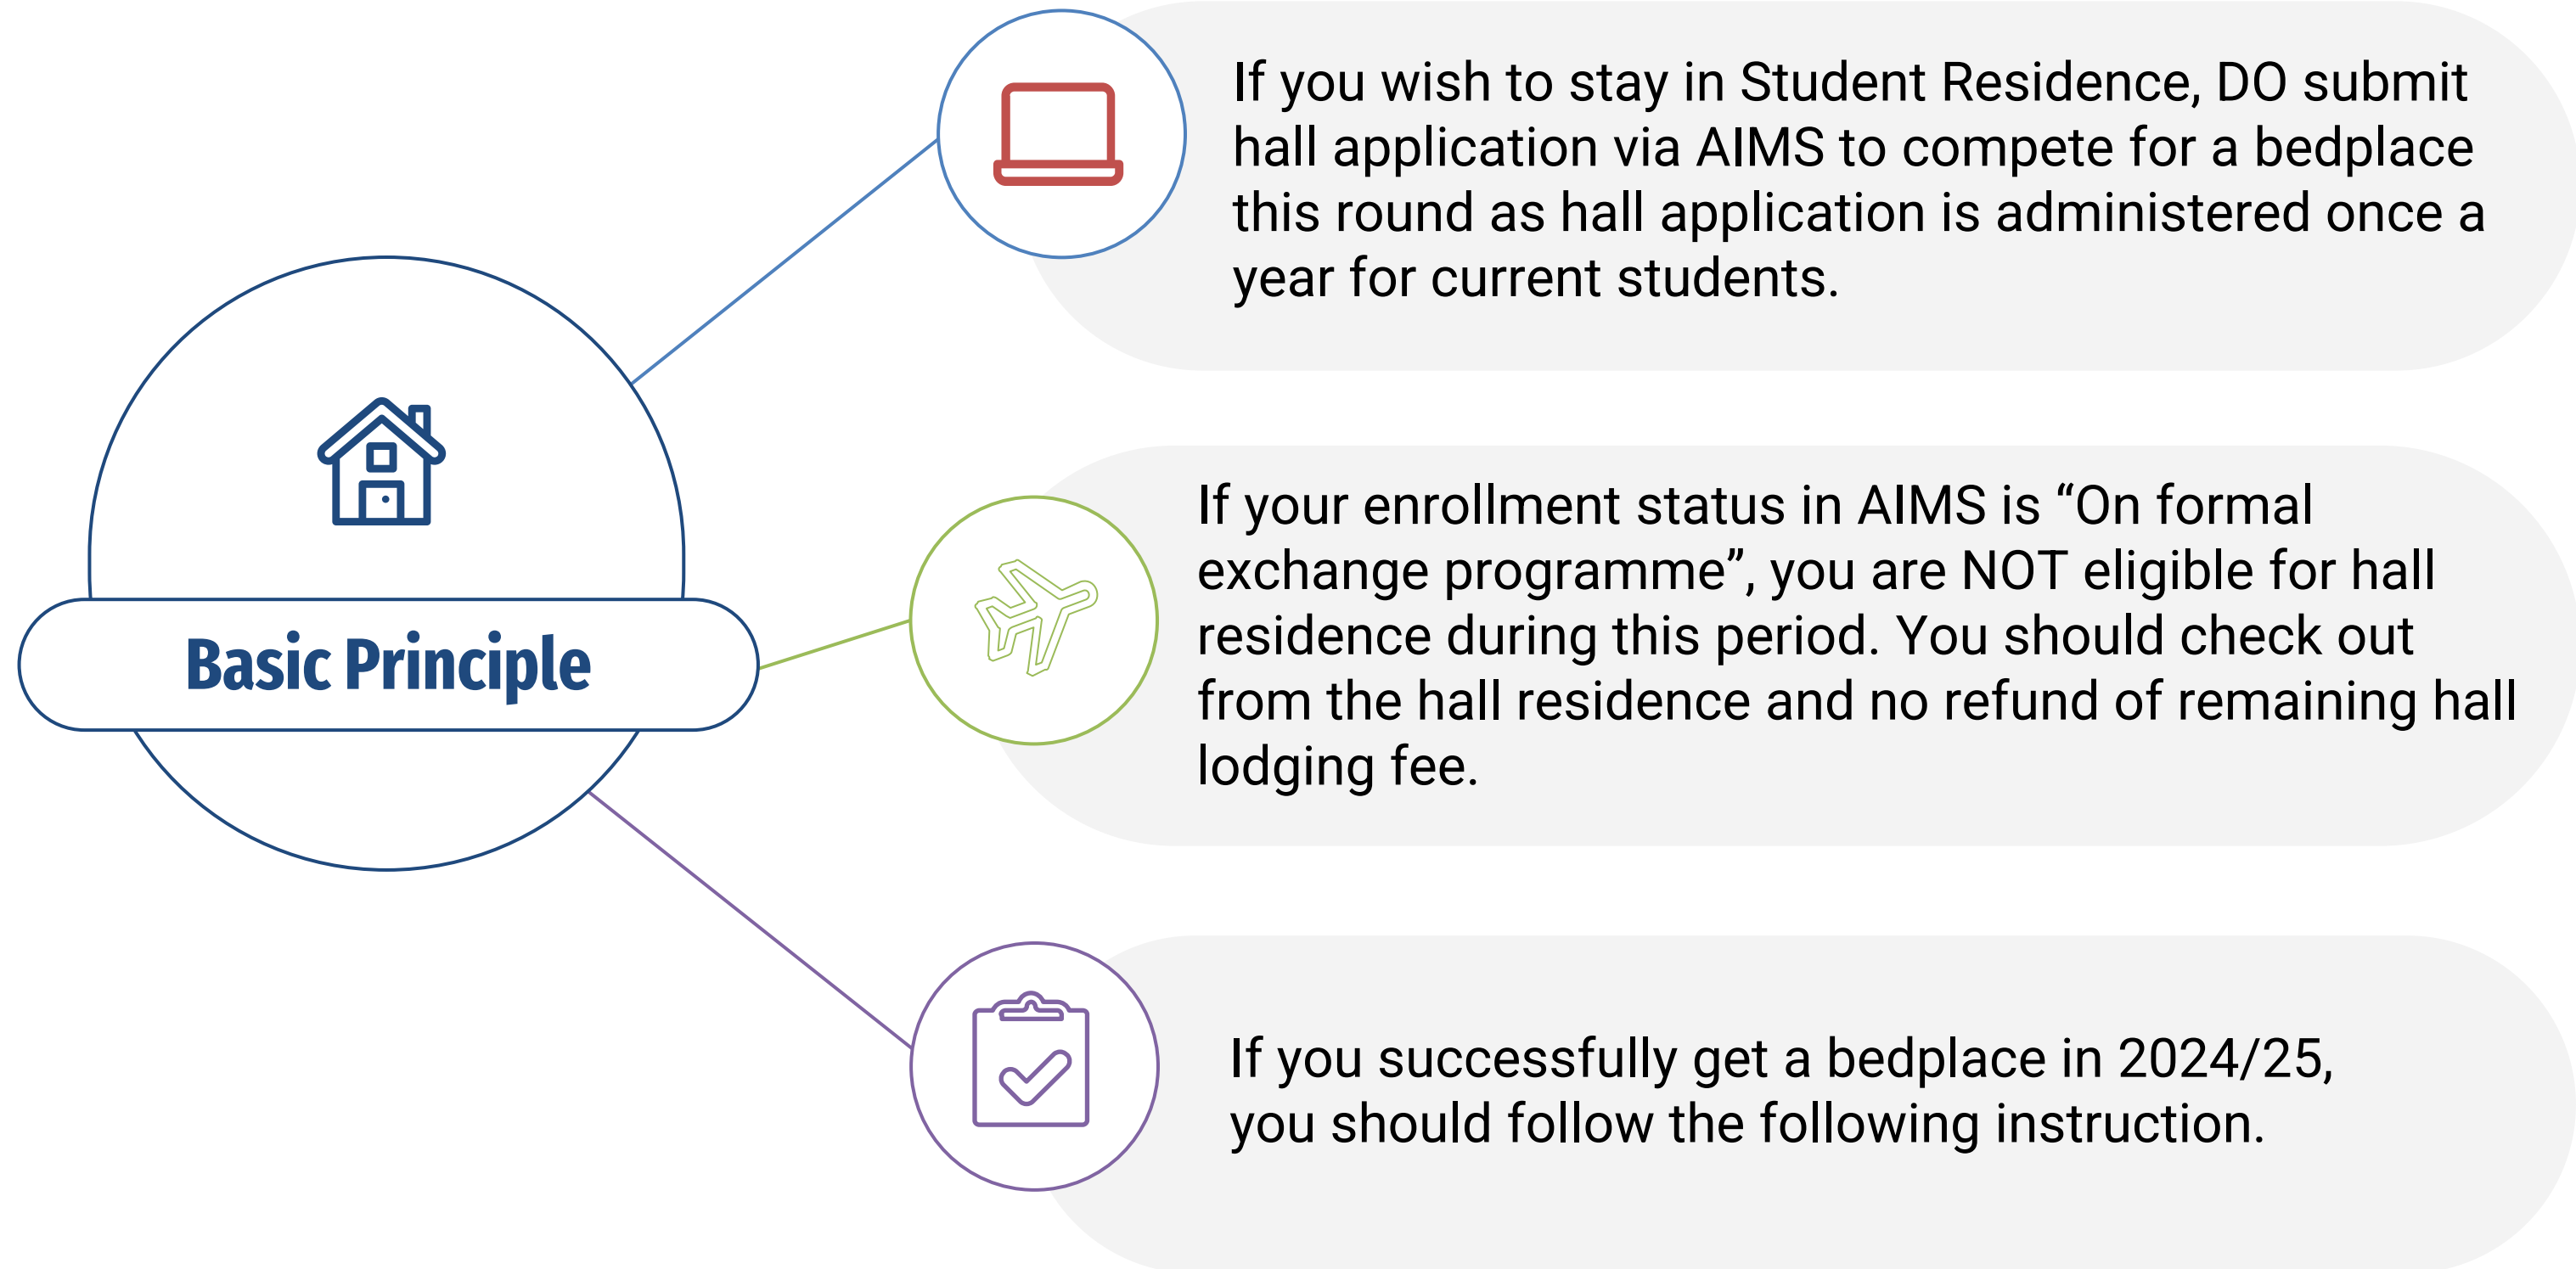 If you wish to stay in Student Residence, DO submit
hall application via AIMS to compete for a bedplace
this round as hall application is administered once a
year for current students.
If your enrollment status in AIMS is “On formal
exchange programme”, you are NOT eligible for hall
residence during this period. You should check out
from the hall residence and no refund of remaining hall
lodging fee.
Basic Principle
If you successfully get a bedplace in 2024/25,
you should follow the following instruction.